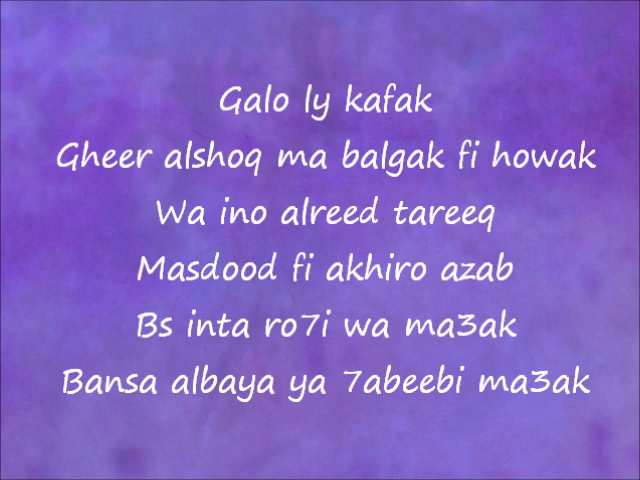 Galo ly kafak
Gheer alshoq ma balgak fi howak
Wa ino alreed tareeq
Masdood fi akhiro azab
Bs inta ro7i wa ma3ak
Bansa albaya ya 7abeebi ma3ak